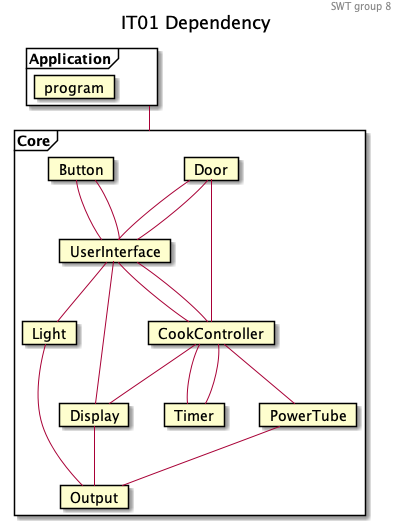 SWT group 8
IT01 Dependency
Application
program
Core
Button
Door
UserInterface
Light
CookController
Display
Timer
PowerTube
Output